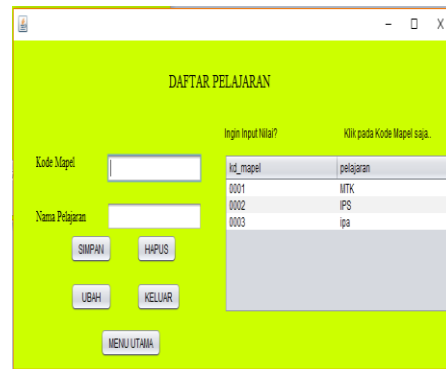 DAFTAR PELAJARAN
Ingin Input Nilai? Klik pada Kode Mapel saja..
Kode Mapel
Nama Pelajaran
kd_mapel pelajaran
0001 MTK
0002 IPS
0003 ipa
SIMPAN HAPUS
UBAH KELUAR
MENU UTAMA